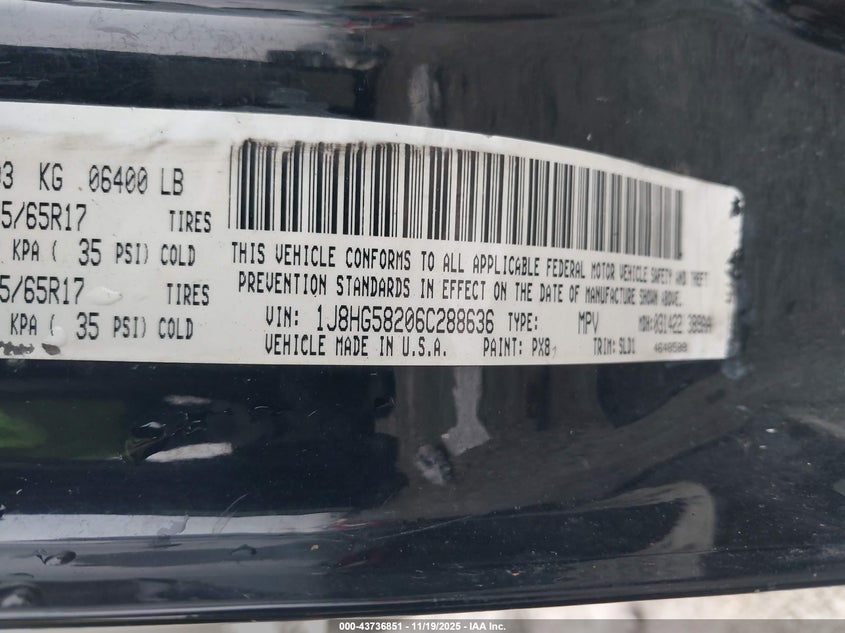 03 KG 06400 LB
5/65R17 TIRES
KPA ( 35 PSI) COLD
5/65R17 TIRES
KPA ( 35 PSI) COLD
THIS VEHICLE CONFORMS TO ALL APPLICABLE FEDERAL MOTOR VEHICLE SAFETY AND THEFT
PREVENTION STANDARDS IN EFFECT ON THE DATE OF MANUFACTURE SHOWN ABOVE.
VIN: 1J8HG58206C288636 TYPE: MPV MDH: 031422
VEHICLE MADE IN U.S.A. PAINT: PX8 TRIM: SLD1
000-43736851 | 11/19/2025 - IAA Inc.